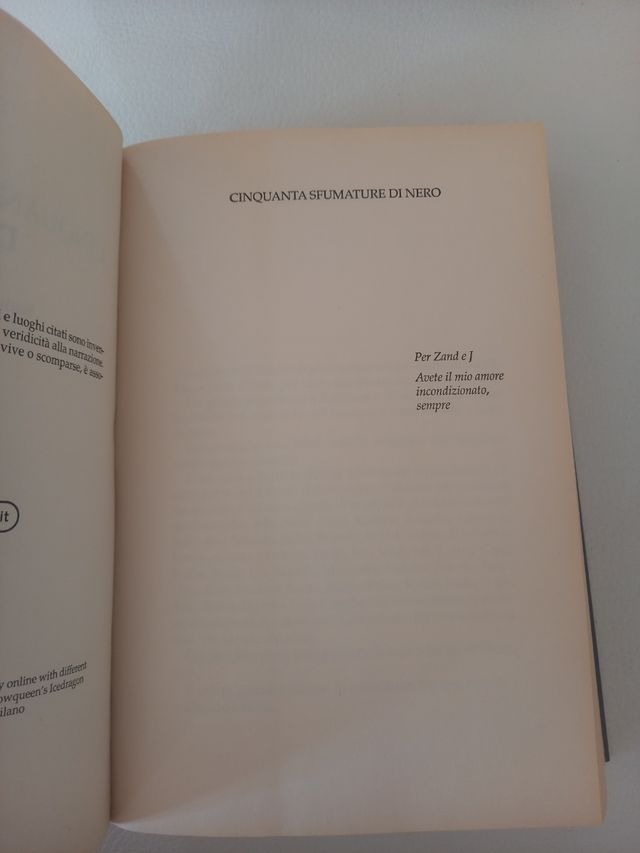 e luoghi citati sono inven-
veridicità alla narrazione.
vive o scomparse, è asso-
it
y online with different
owqueen's Icedragon
ilano
CINQUANTA SFUMATURE DI NERO
Per Zand e J
Avete il mio amore
incondizionato,
sempre